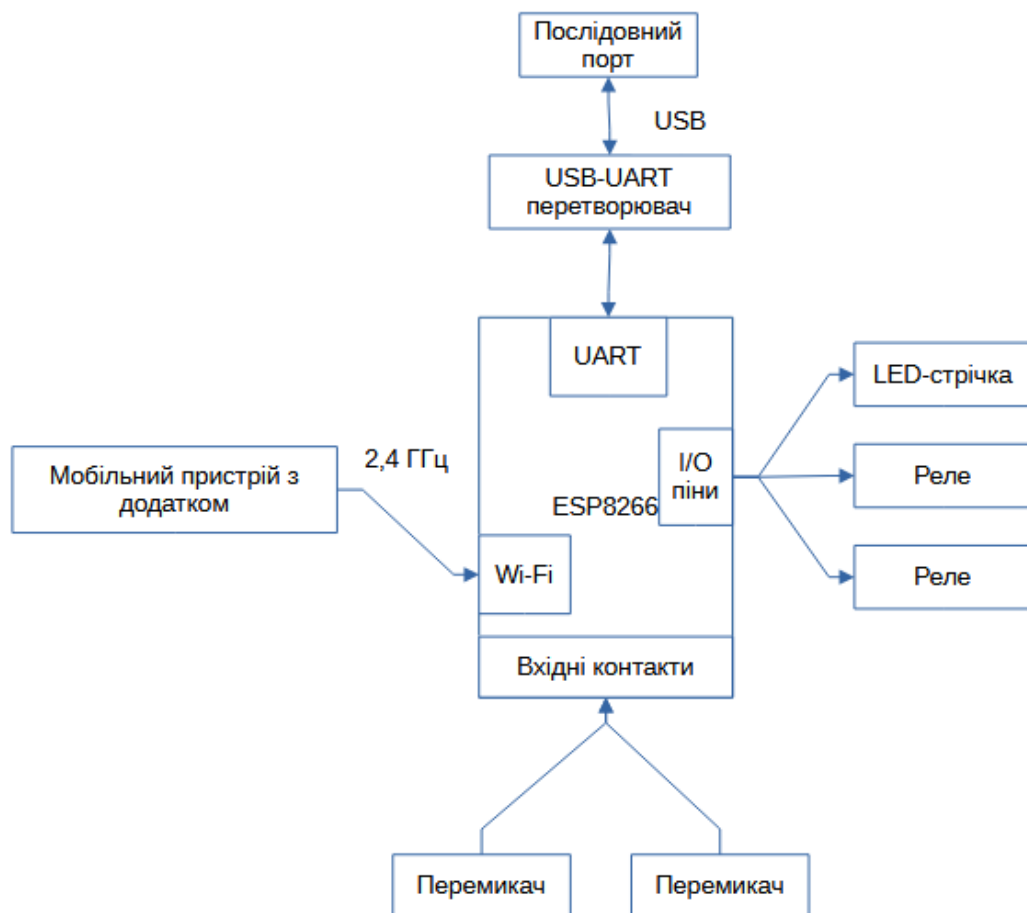 Послідовний
порт
USB
USB-UART
перетворювач
UART
LED-стрічка
2,4 ГГц
I/O
піни
Мобільний пристрій з
додатком
Реле
ESP8266
Wi-Fi
Реле
Вхідні контакти
Перемикач
Перемикач